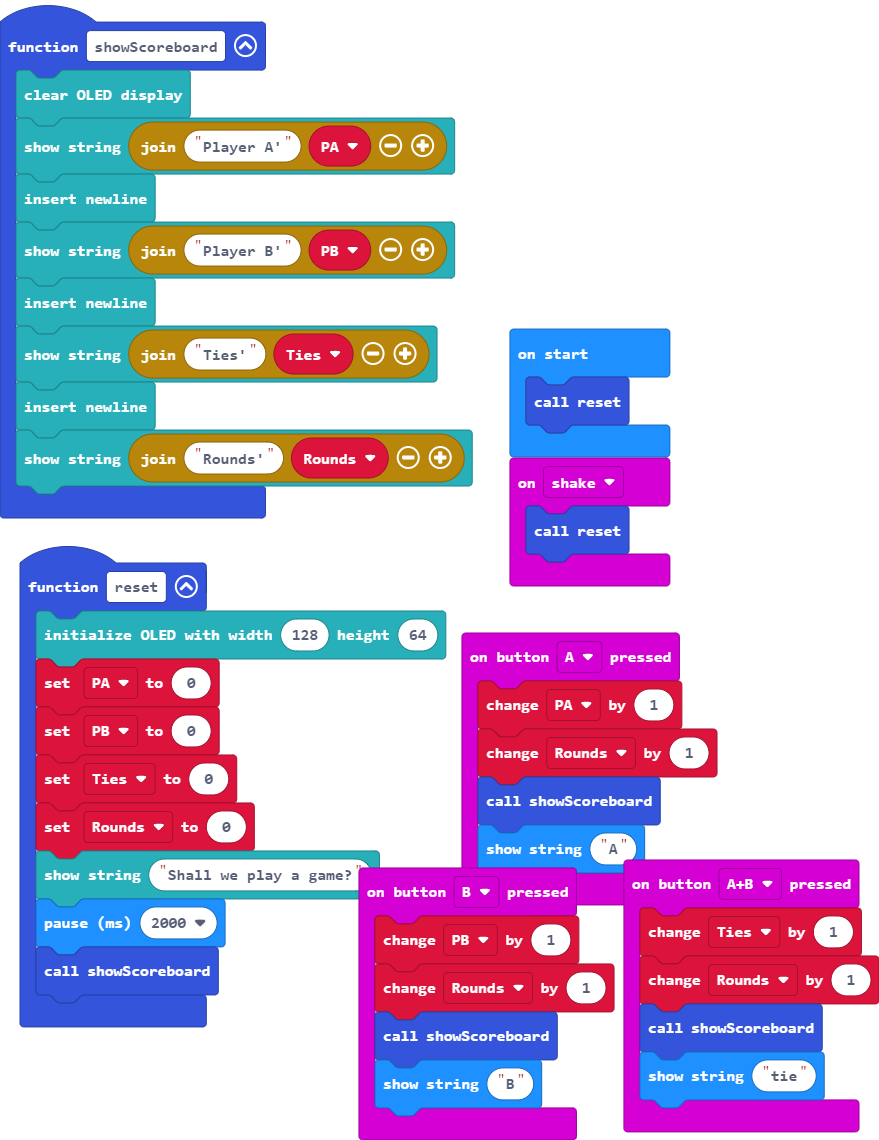 function showScoreboard
clear OLED display
show string join "Player A'" PA
insert newline
show string join "Player B'" PB
insert newline
show string join "Ties'" Ties
insert newline
show string join "Rounds'" Rounds
on start
call reset
on shake
call reset
function reset
initialize OLED with width 128 height 64
set PA to 0
set PB to 0
set Ties to 0
set Rounds to 0
show string "Shall we play a game?"
pause (ms) 2000
call showScoreboard
on button A pressed
change PA by 1
change Rounds by 1
call showScoreboard
show string "A"
on button B pressed
change PB by 1
change Rounds by 1
call showScoreboard
show string "B"
on button A+B pressed
change Ties by 1
change Rounds by 1
call showScoreboard
show string "tie"